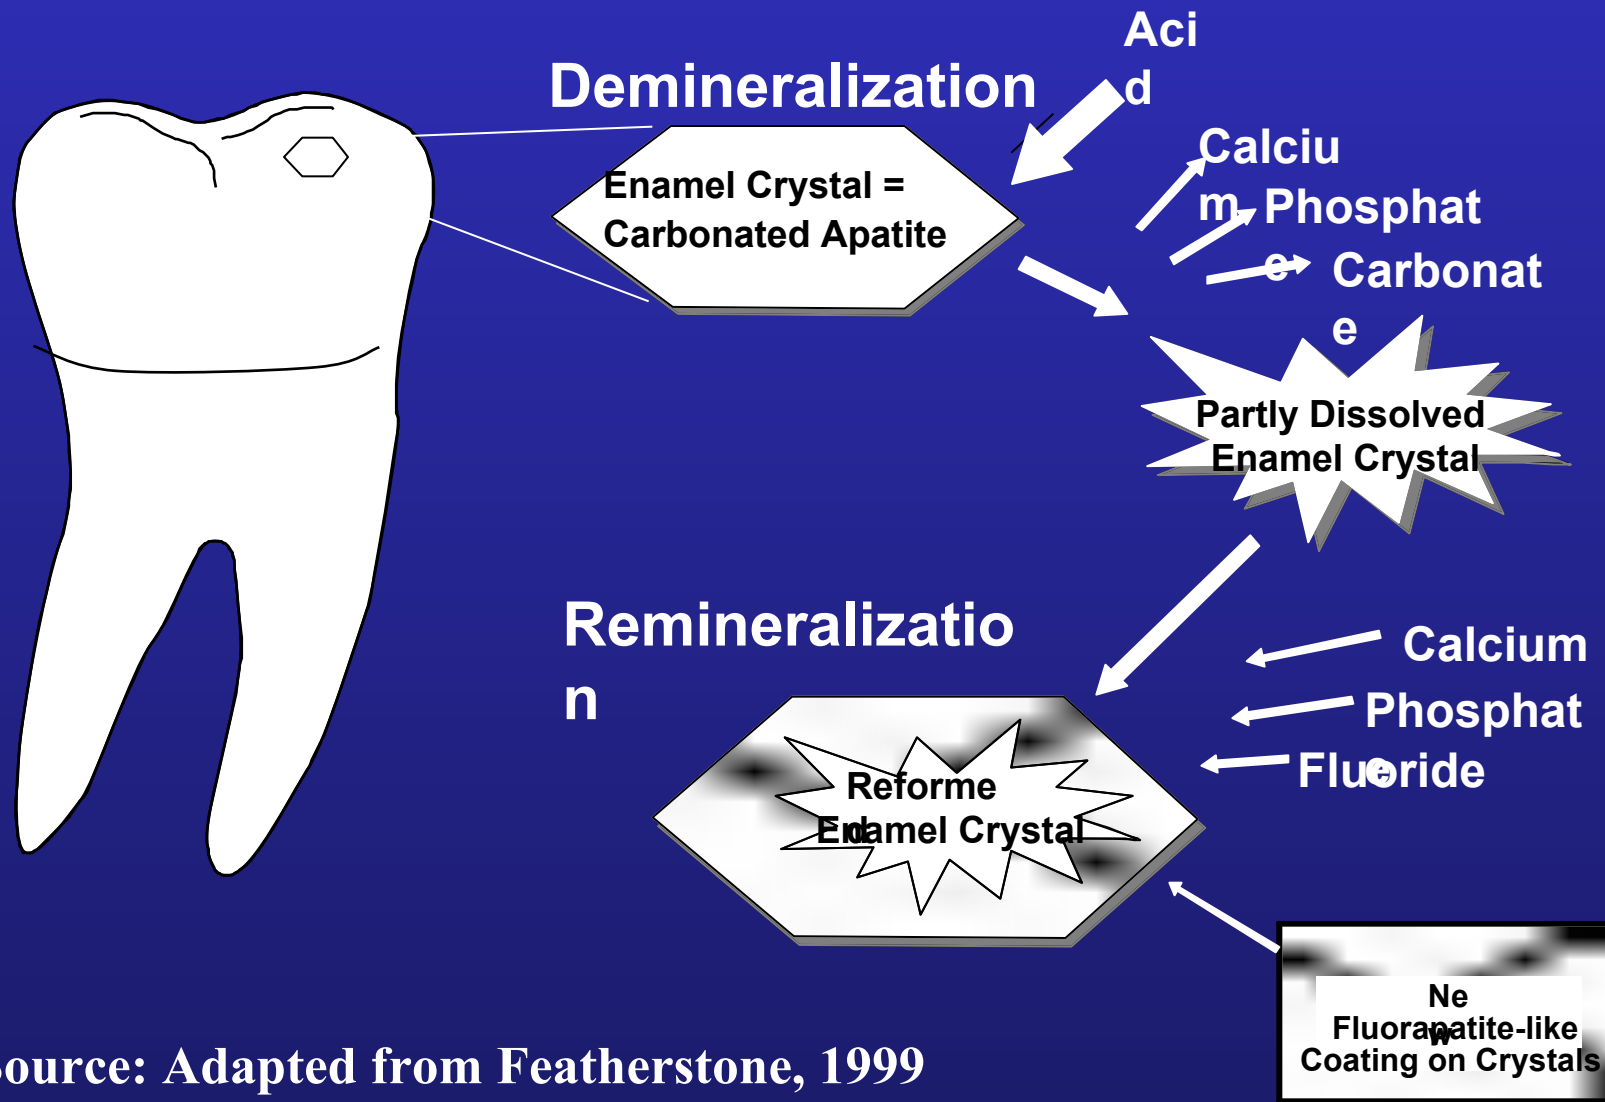 Aci
d
Demineralization
Calciu
m
Phosphat
e
Carbonat
e
Enamel Crystal =
Carbonated Apatite
Partly Dissolved
Enamel Crystal
Remineralizatio
n
Calcium
Phosphat
e
Fluoride
Reforme
d
Enamel Crystal
Ne
w
Fluorapatite-like
Coating on Crystals
Source: Adapted from Featherstone, 1999